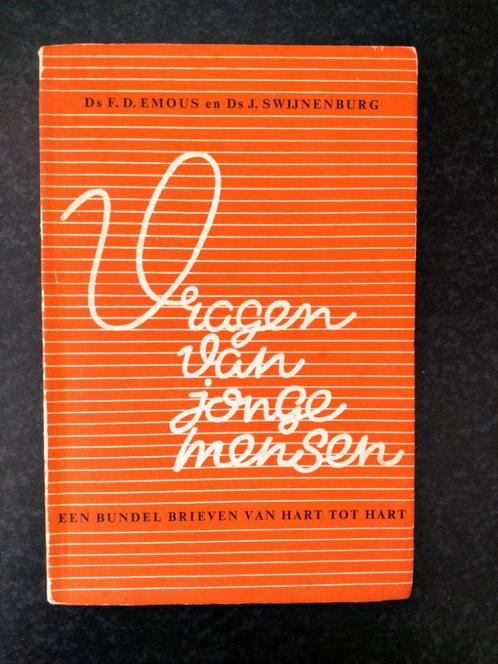 Ds F. D. EMOUS en Ds J. SWIJNENBURG
Vragen
van
jonge
mensen
EEN BUNDEL BRIEVEN VAN HART TOT HART